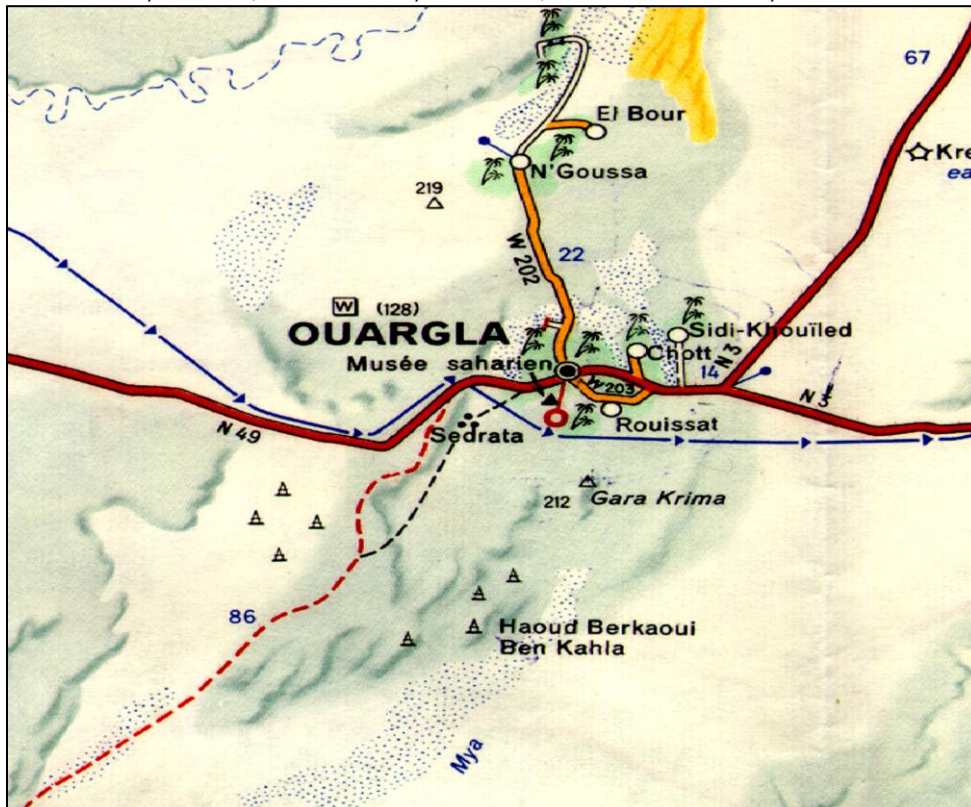 67
El Bour
Kre
ea
N'Goussa
219
W 202
22
W (128)
OUARGLA
Sidi-Khouïled
Musée saharien
Chott
N 3
14
W 203
N 3
N 49
Sedrata
Rouissat
212
Gara Krima
86
Haoud Berkaoui
Ben Kahla
Mya